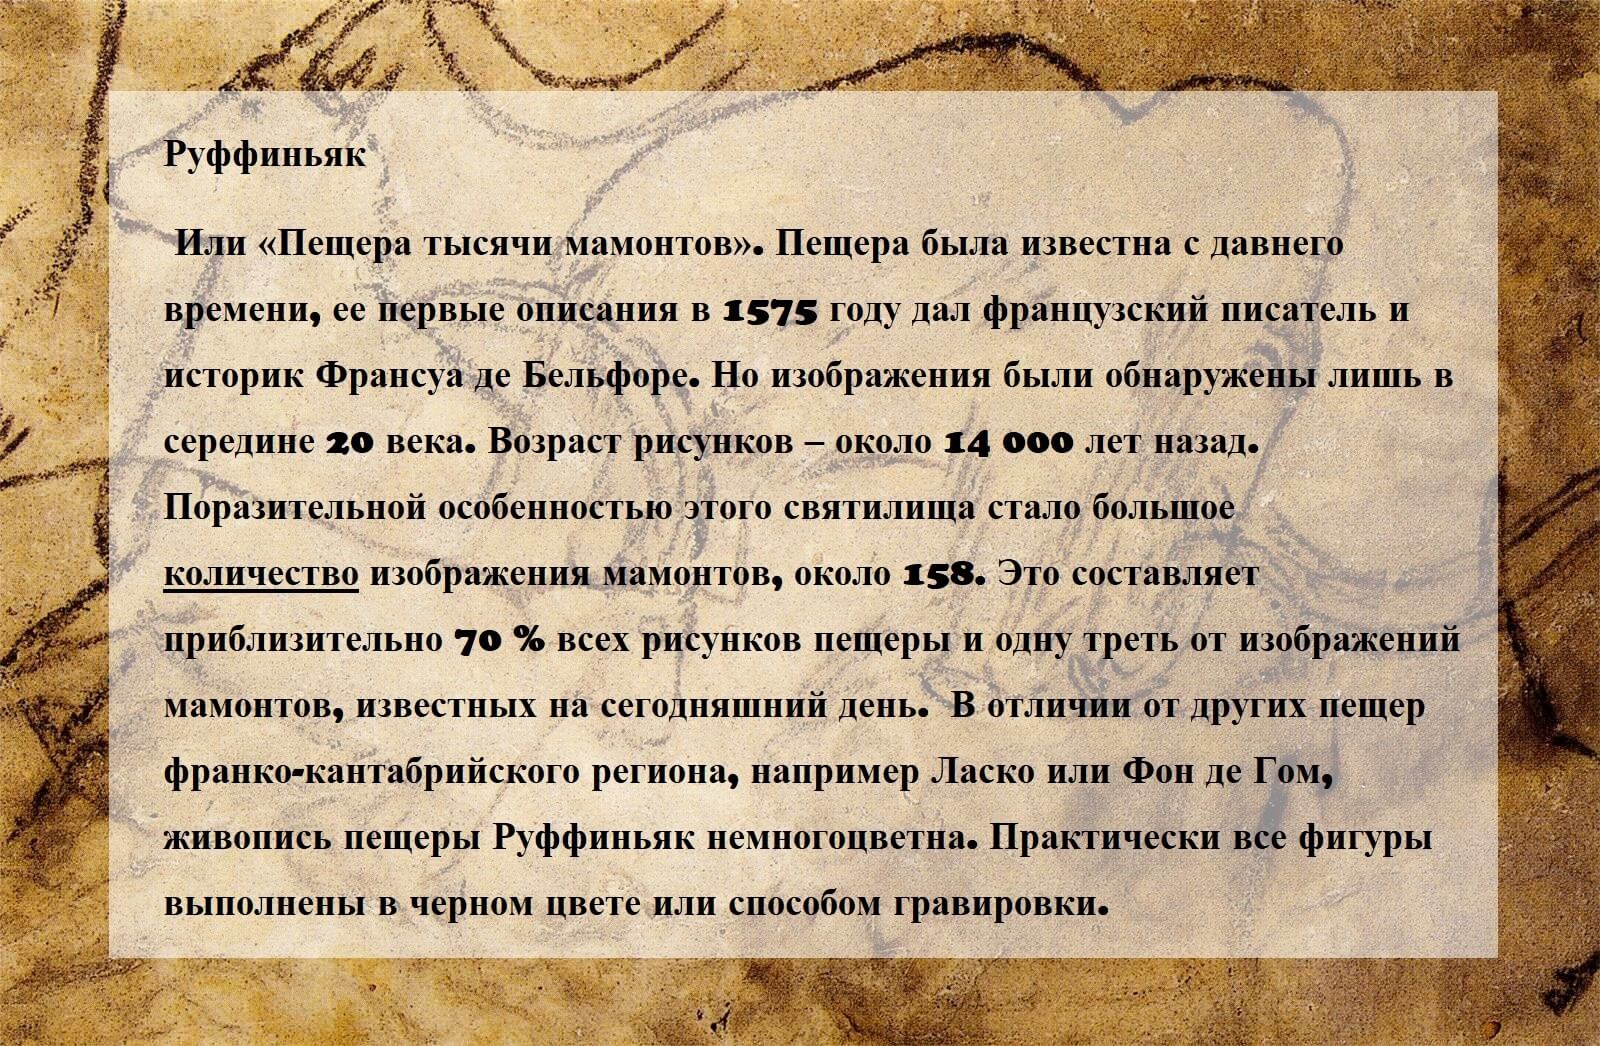 Руффиньяк
Или «Пещера тысячи мамонтов». Пещера была известна с давнего
времени, ее первые описания в 1575 году дал французский писатель и
историк Франсуа де Бельфоре. Но изображения были обнаружены лишь в
середине 20 века. Возраст рисунков – около 14 000 лет назад.
Поразительной особенностью этого святилища стало большое
количество изображения мамонтов, около 158. Это составляет
приблизительно 70 % всех рисунков пещеры и одну треть от изображений
мамонтов, известных на сегодняшний день. В отличии от других пещер
франко-кантабрийского региона, например Ласко или Фон де Гом,
живопись пещеры Руффиньяк немногоцветна. Практически все фигуры
выполнены в черном цвете или способом гравировки.